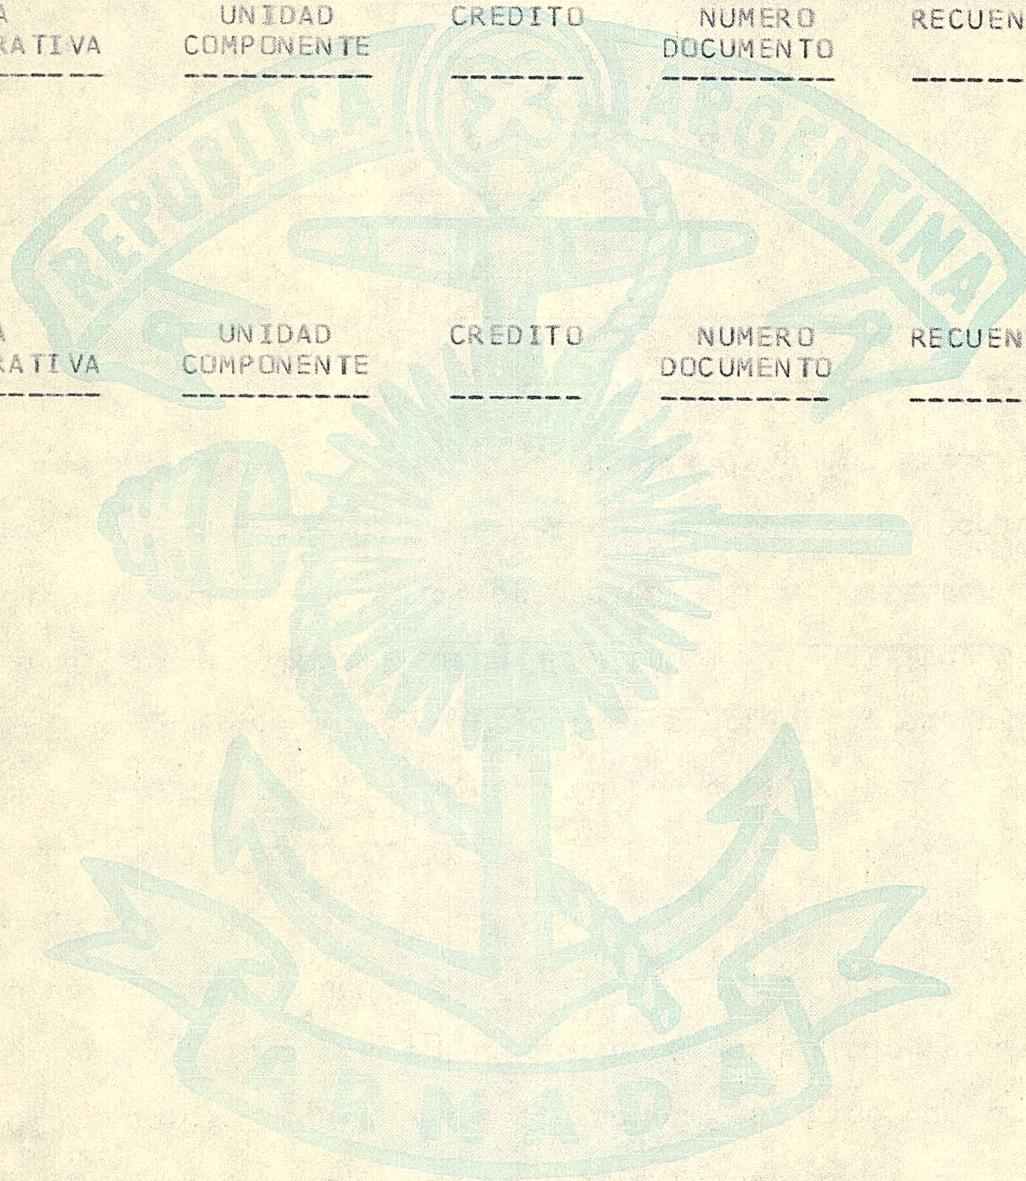 A UNIDAD CREDITO NUMERO RECUEN
RATIVA COMPONENTE DOCUMENTO
-------- ----------- -------- ---------- -------
REPUBLICA ARGENTINA
A UNIDAD CREDITO NUMERO RECUEN
RATIVA COMPONENTE DOCUMENTO
-------- ----------- -------- ---------- -------
ARMADA